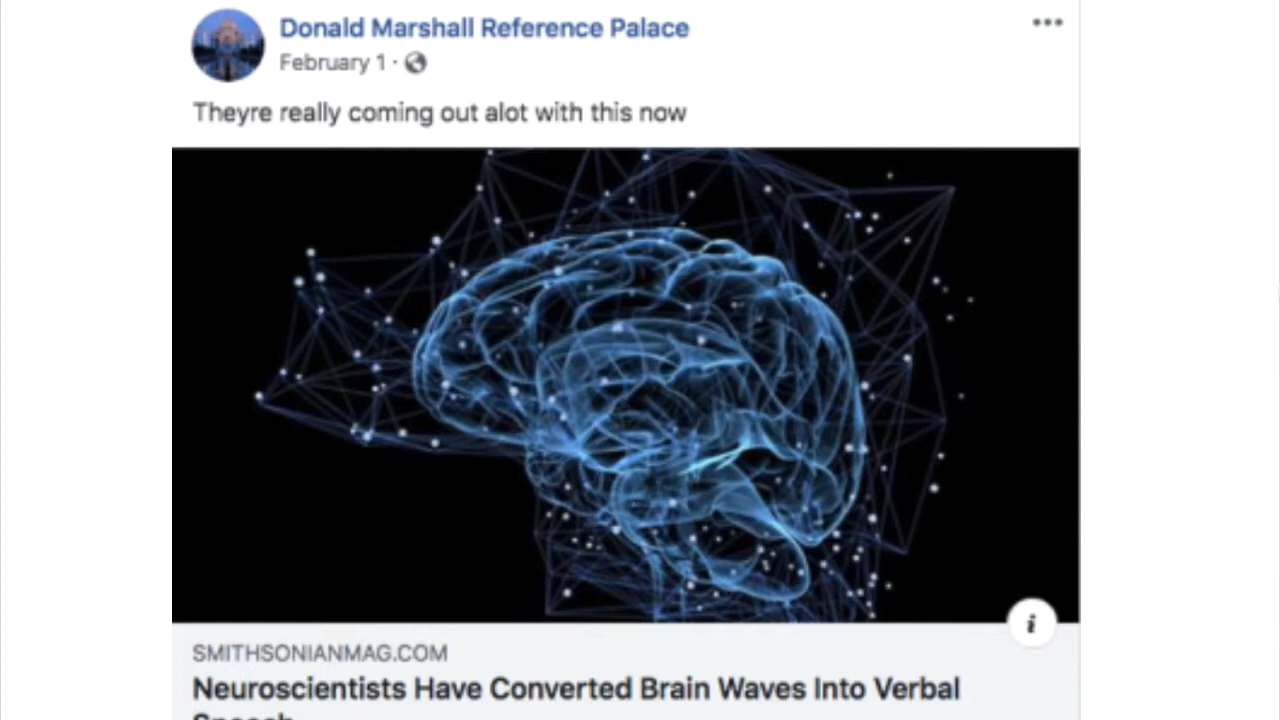 Donald Marshall Reference Palace
February 1 ·
Theyre really coming out alot with this now
i
SMITHSONIANMAG.COM
Neuroscientists Have Converted Brain Waves Into Verbal